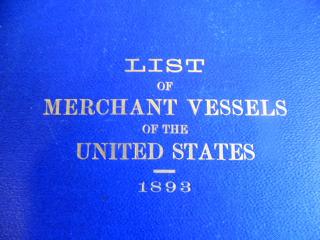 LIST
OF
MERCHANT VESSELS
OF THE
UNITED STATES
1893